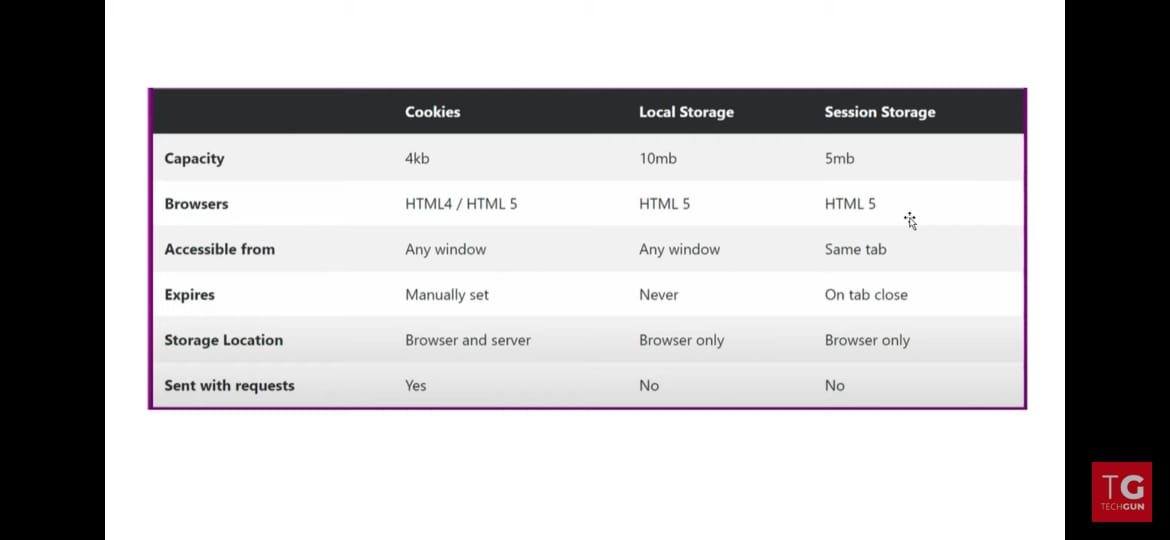 Cookies Local Storage Session Storage
Capacity 4kb 10mb 5mb
Browsers HTML4 / HTML 5 HTML 5 HTML 5
Accessible from Any window Any window Same tab
Expires Manually set Never On tab close
Storage Location Browser and server Browser only Browser only
Sent with requests Yes No No
TG
TECHGUN